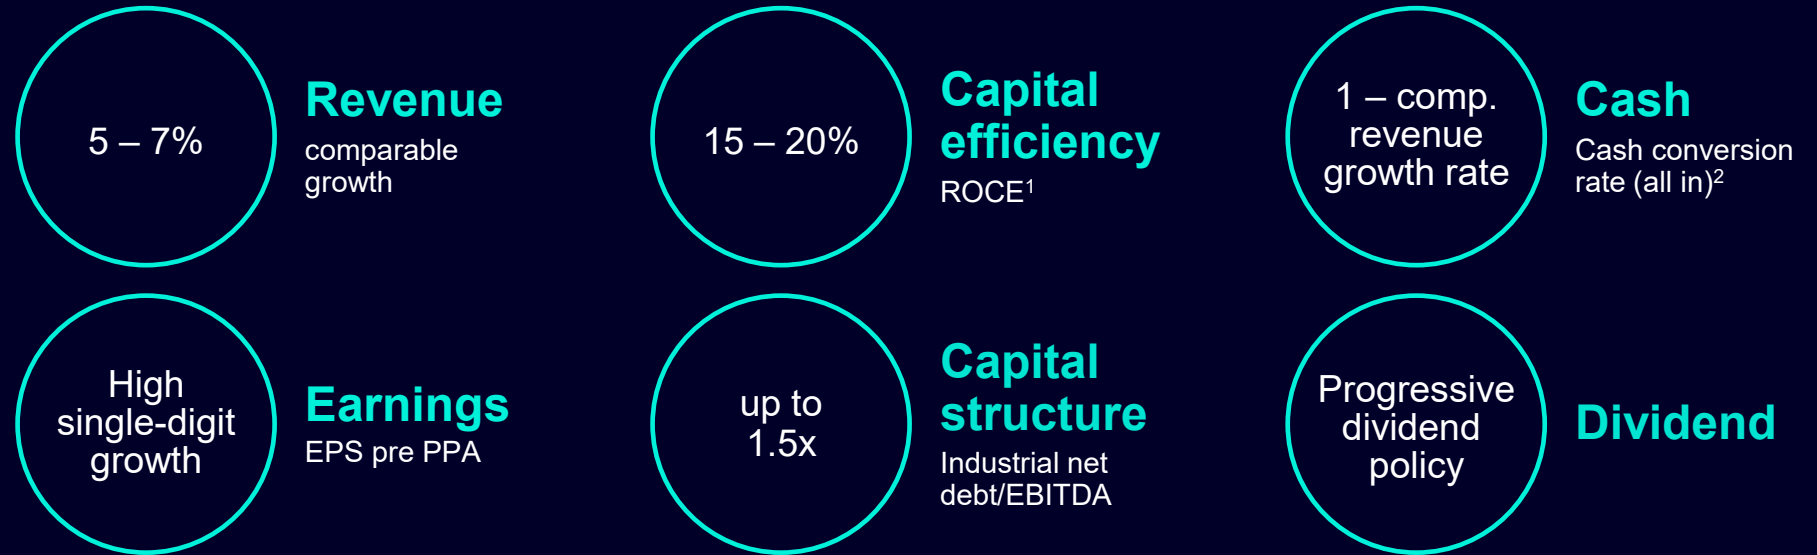 5 – 7%
Revenue
comparable
growth
15 – 20%
Capital
efficiency
ROCE¹
1 – comp.
revenue
growth rate
Cash
Cash conversion
rate (all in)²
High
single-digit
growth
Earnings
EPS pre PPA
up to
1.5x
Capital
structure
Industrial net
debt/EBITDA
Progressive
dividend
policy
Dividend